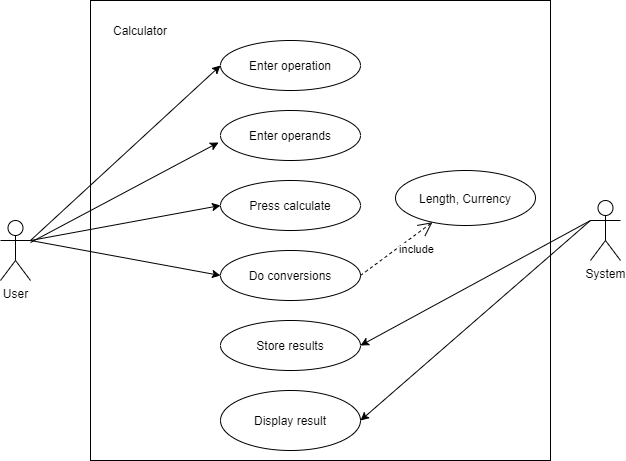 Calculator
Enter operation
Enter operands
Press calculate
Length, Currency
include
Do conversions
User
System
Store results
Display result